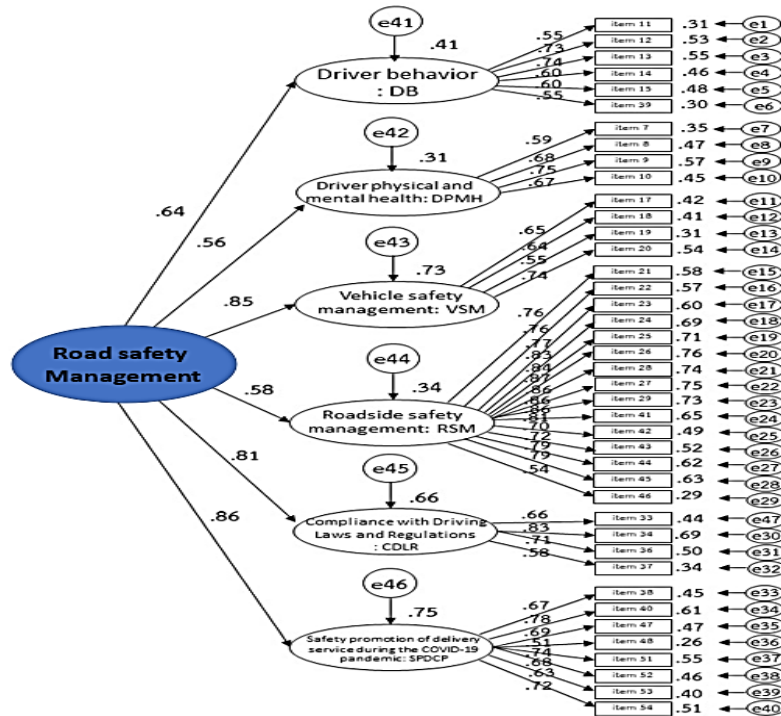 e41
.41
Driver behavior
: DB
.64
.55
.73
.74
.60
.60
.55
item 11 .31 e1
item 12 .53 e2
item 13 .55 e3
item 14 .46 e4
item 15 .48 e5
item 39 .30 e6
e42
.31
Driver physical and
mental health: DPMH
.56
.59
.68
.75
.67
item 7 .35 e7
item 8 .47 e8
item 9 .57 e9
item 10 .45 e10
e43
.73
Vehicle safety
management: VSM
.85
.65
.64
.55
.74
item 17 .42 e11
item 18 .41 e12
item 19 .31 e13
item 20 .54 e14
Road safety
Management
e44
.34
Roadside safety
management: RSM
.58
.76
.76
.77
.83
.84
.87
.86
.86
.86
.81
.70
.72
.79
.79
.54
item 21 .58 e15
item 22 .57 e16
item 23 .60 e17
item 24 .69 e18
item 25 .71 e19
item 26 .76 e20
item 28 .74 e21
item 27 .75 e22
item 29 .73 e23
item 41 .65 e24
item 42 .49 e25
item 43 .52 e26
item 44 .62 e27
item 45 .63 e28
item 46 .29 e29
e45
.66
Compliance with Driving
Laws and Regulations
: CDLR
.81
.66
.83
.71
.58
item 33 .44 e47
item 34 .69 e30
item 36 .50 e31
item 37 .34 e32
e46
.75
Safety promotion of delivery
service during the COVID-19
pandemic: SPDCP
.86
.67
.78
.69
.51
.74
.68
.63
.72
item 38 .45 e33
item 40 .61 e34
item 47 .47 e35
item 48 .26 e36
item 51 .55 e37
item 52 .46 e38
item 53 .40 e39
item 54 .51 e40